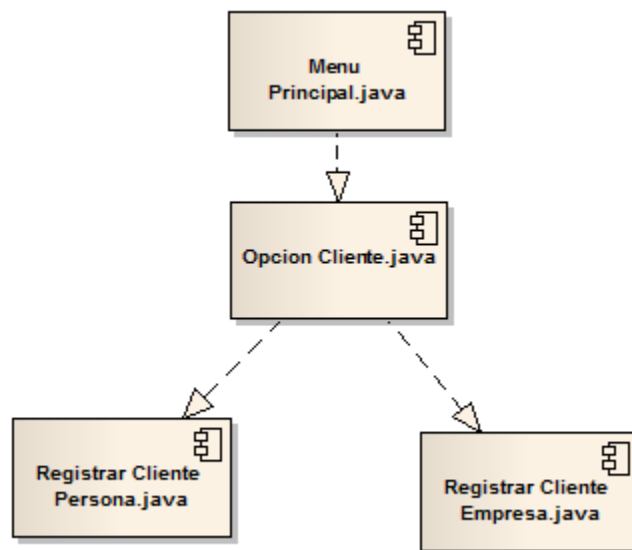 Menu
Principal.java
Opcion Cliente.java
Registrar Cliente
Persona.java
Registrar Cliente
Empresa.java